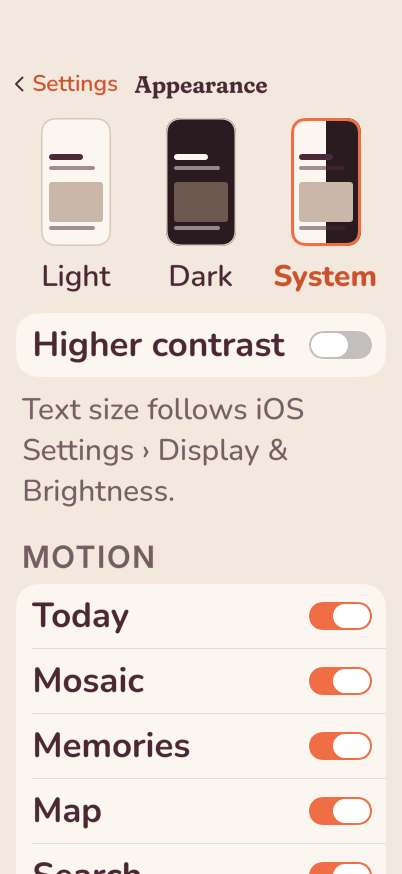 Settings Appearance
Light Dark System
Higher contrast
Text size follows iOS
Settings › Display &
Brightness.
MOTION
Today
Mosaic
Memories
Map
Search